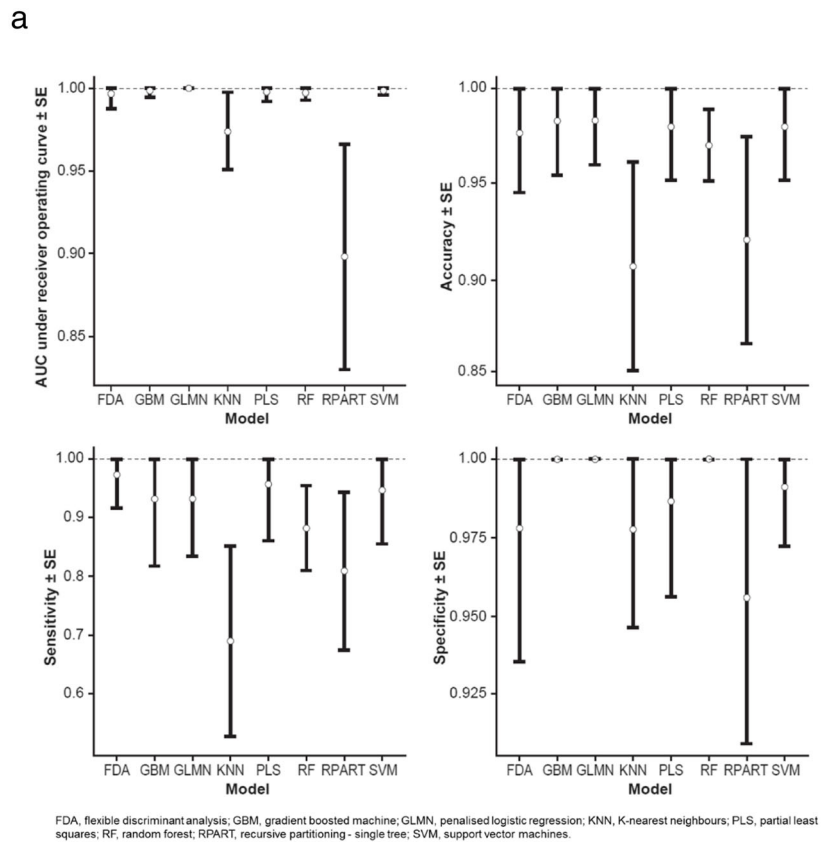 a
AUC under receiver operating curve ± SE
1.00
0.95
0.90
0.85
FDA GBM GLMN KNN PLS RF RPART SVM
Model
Accuracy ± SE
1.00
0.95
0.90
0.85
FDA GBM GLMN KNN PLS RF RPART SVM
Model
Sensitivity ± SE
1.00
0.9
0.8
0.7
0.6
FDA GBM GLMN KNN PLS RF RPART SVM
Model
Specificity ± SE
1.00
0.975
0.950
0.925
FDA GBM GLMN KNN PLS RF RPART SVM
Model
FDA, flexible discriminant analysis; GBM, gradient boosted machine; GLMN, penalised logistic regression; KNN, K-nearest neighbours; PLS, partial least
squares; RF, random forest; RPART, recursive partitioning - single tree; SVM, support vector machines.